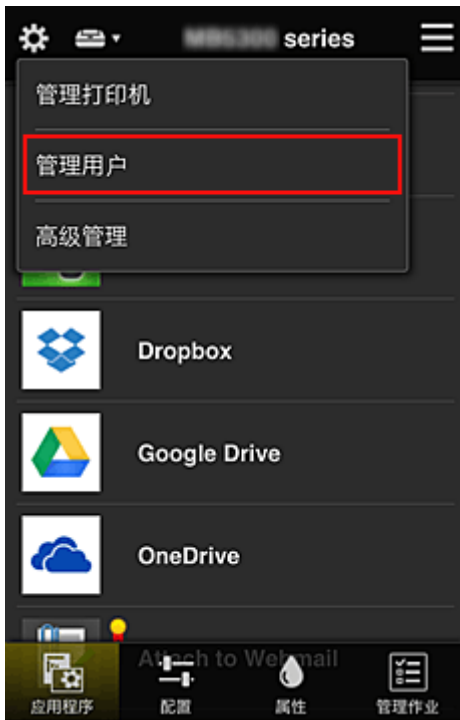 series
管理打印机
管理用户
高级管理
Dropbox
Google Drive
OneDrive
Attach to Webmail
应用程序 配置 属性 管理作业